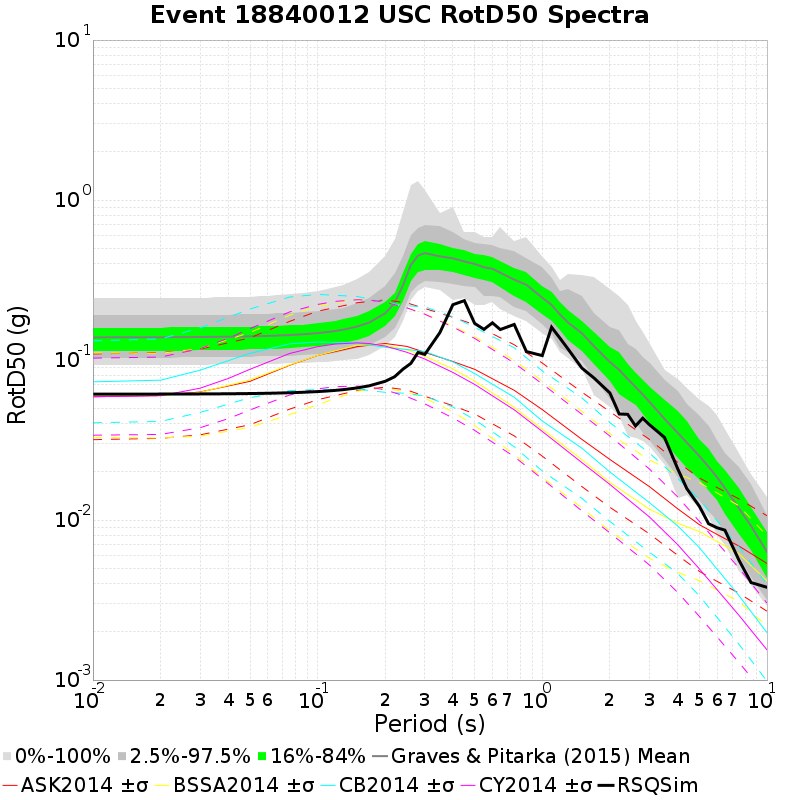 Event 18840012 USC RotD50 Spectra
10^1
10^0
10^-1
10^-2
10^-3
RotD50 (g)
10^-2 2 3 4 5 6 10^-1 2 3 4 5 6 7 10^0 2 3 4 5 6 7 10^1
Period (s)
0%-100% 2.5%-97.5% 16%-84% Graves & Pitarka (2015) Mean
ASK2014 ±σ BSSA2014 ±σ CB2014 ±σ CY2014 ±σ RSQSim